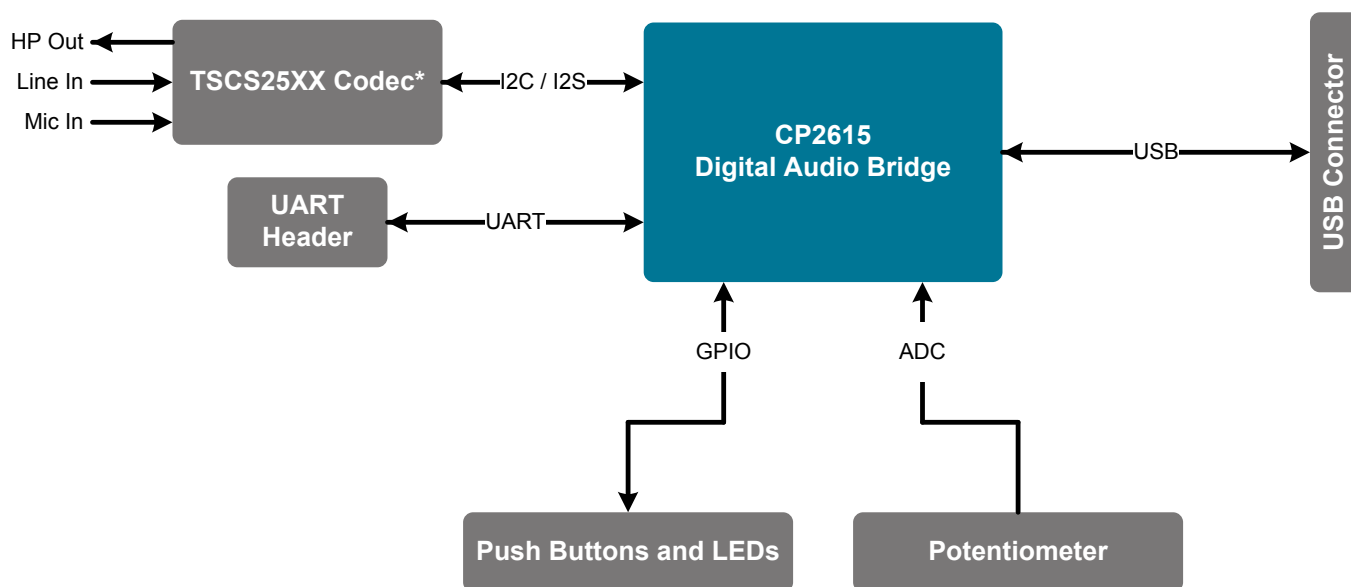 HP Out
Line In
Mic In
TSCS25XX Codec*
I2C / I2S
CP2615
Digital Audio Bridge
USB
USB Connector
UART
Header
UART
GPIO
ADC
Push Buttons and LEDs
Potentiometer